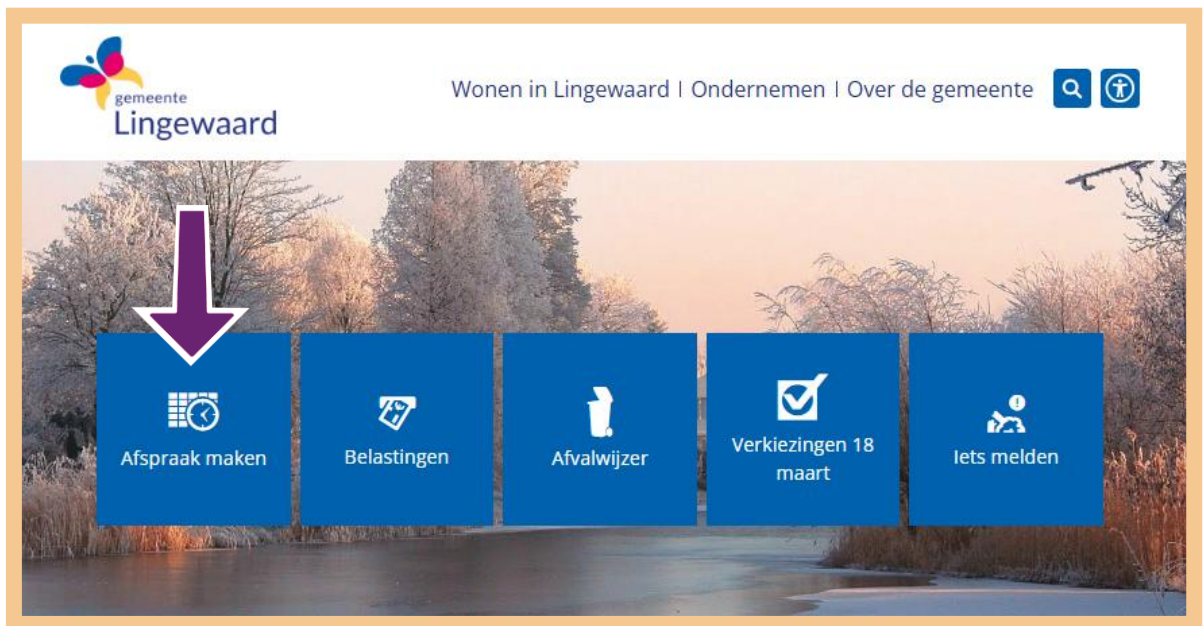 gemeente
Lingewaard
Wonen in Lingewaard | Ondernemen | Over de gemeente
Afspraak maken
Belastingen
Afvalwijzer
Verkiezingen 18
maart
Iets melden